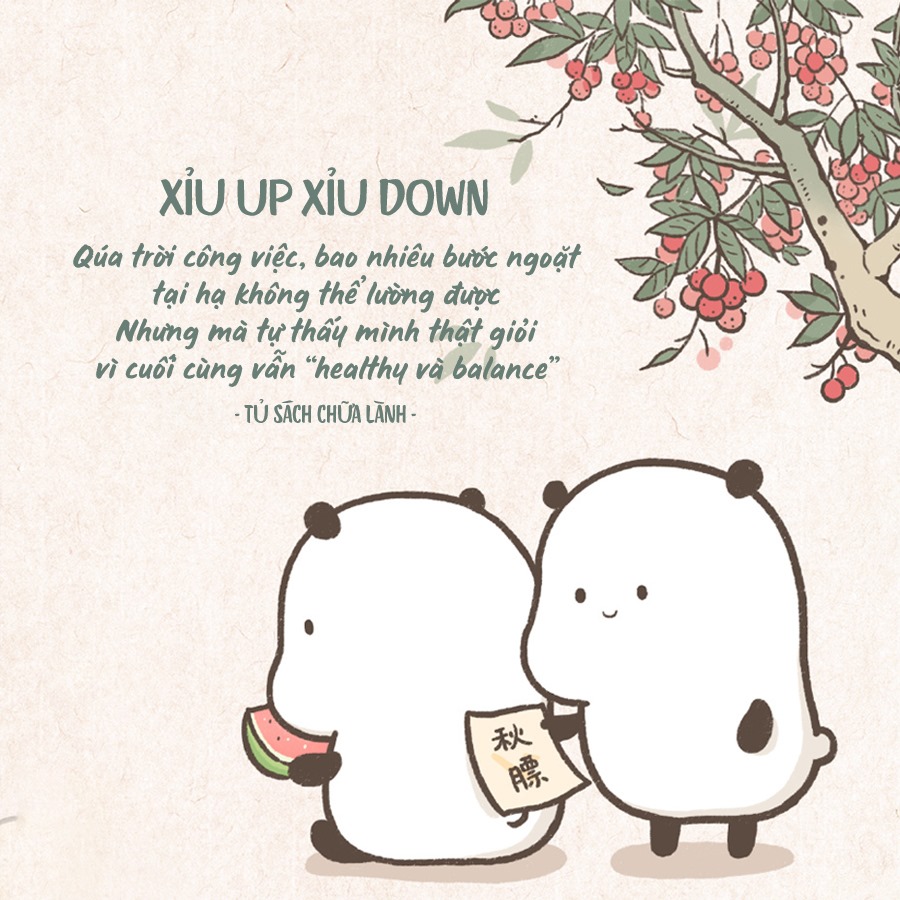 XỈU UP XỈU DOWN
Qúa trời công việc, bao nhiêu bước ngoặt
tại hạ không thể lường được
Nhưng mà tự thấy mình thật giỏi
vì cuối cùng vẫn “healthy và balance”
- TỦ SÁCH CHỮA LÀNH -
秋
膘